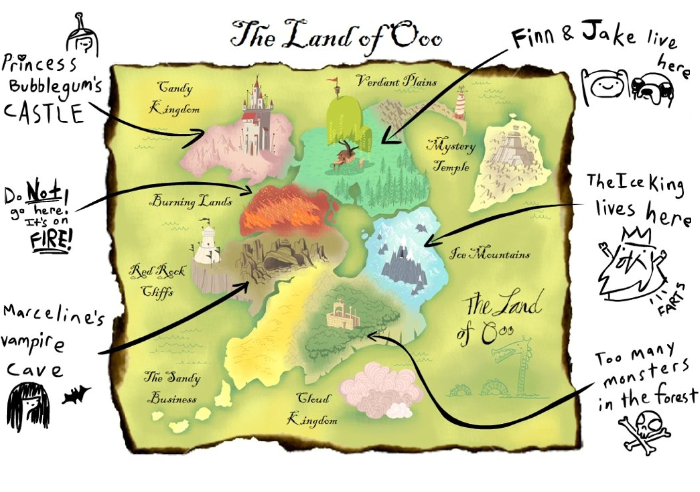 The Land of Ooo
Princess
Bubblegum's
CASTLE
Finn & Jake live
here
Candy
Kingdom
Verdant Plains
Mystery
Temple
Do Not!
go here.
It's on
FIRE!
Burning Lands
The Ice King
lives here
Ice Mountains
Red Rock
Cliffs
FARTS
Marceline's
vampire
cave
the Land
of Ooo
The Sandy
Business
Cloud
Kingdom
Too many
monsters
in the forest